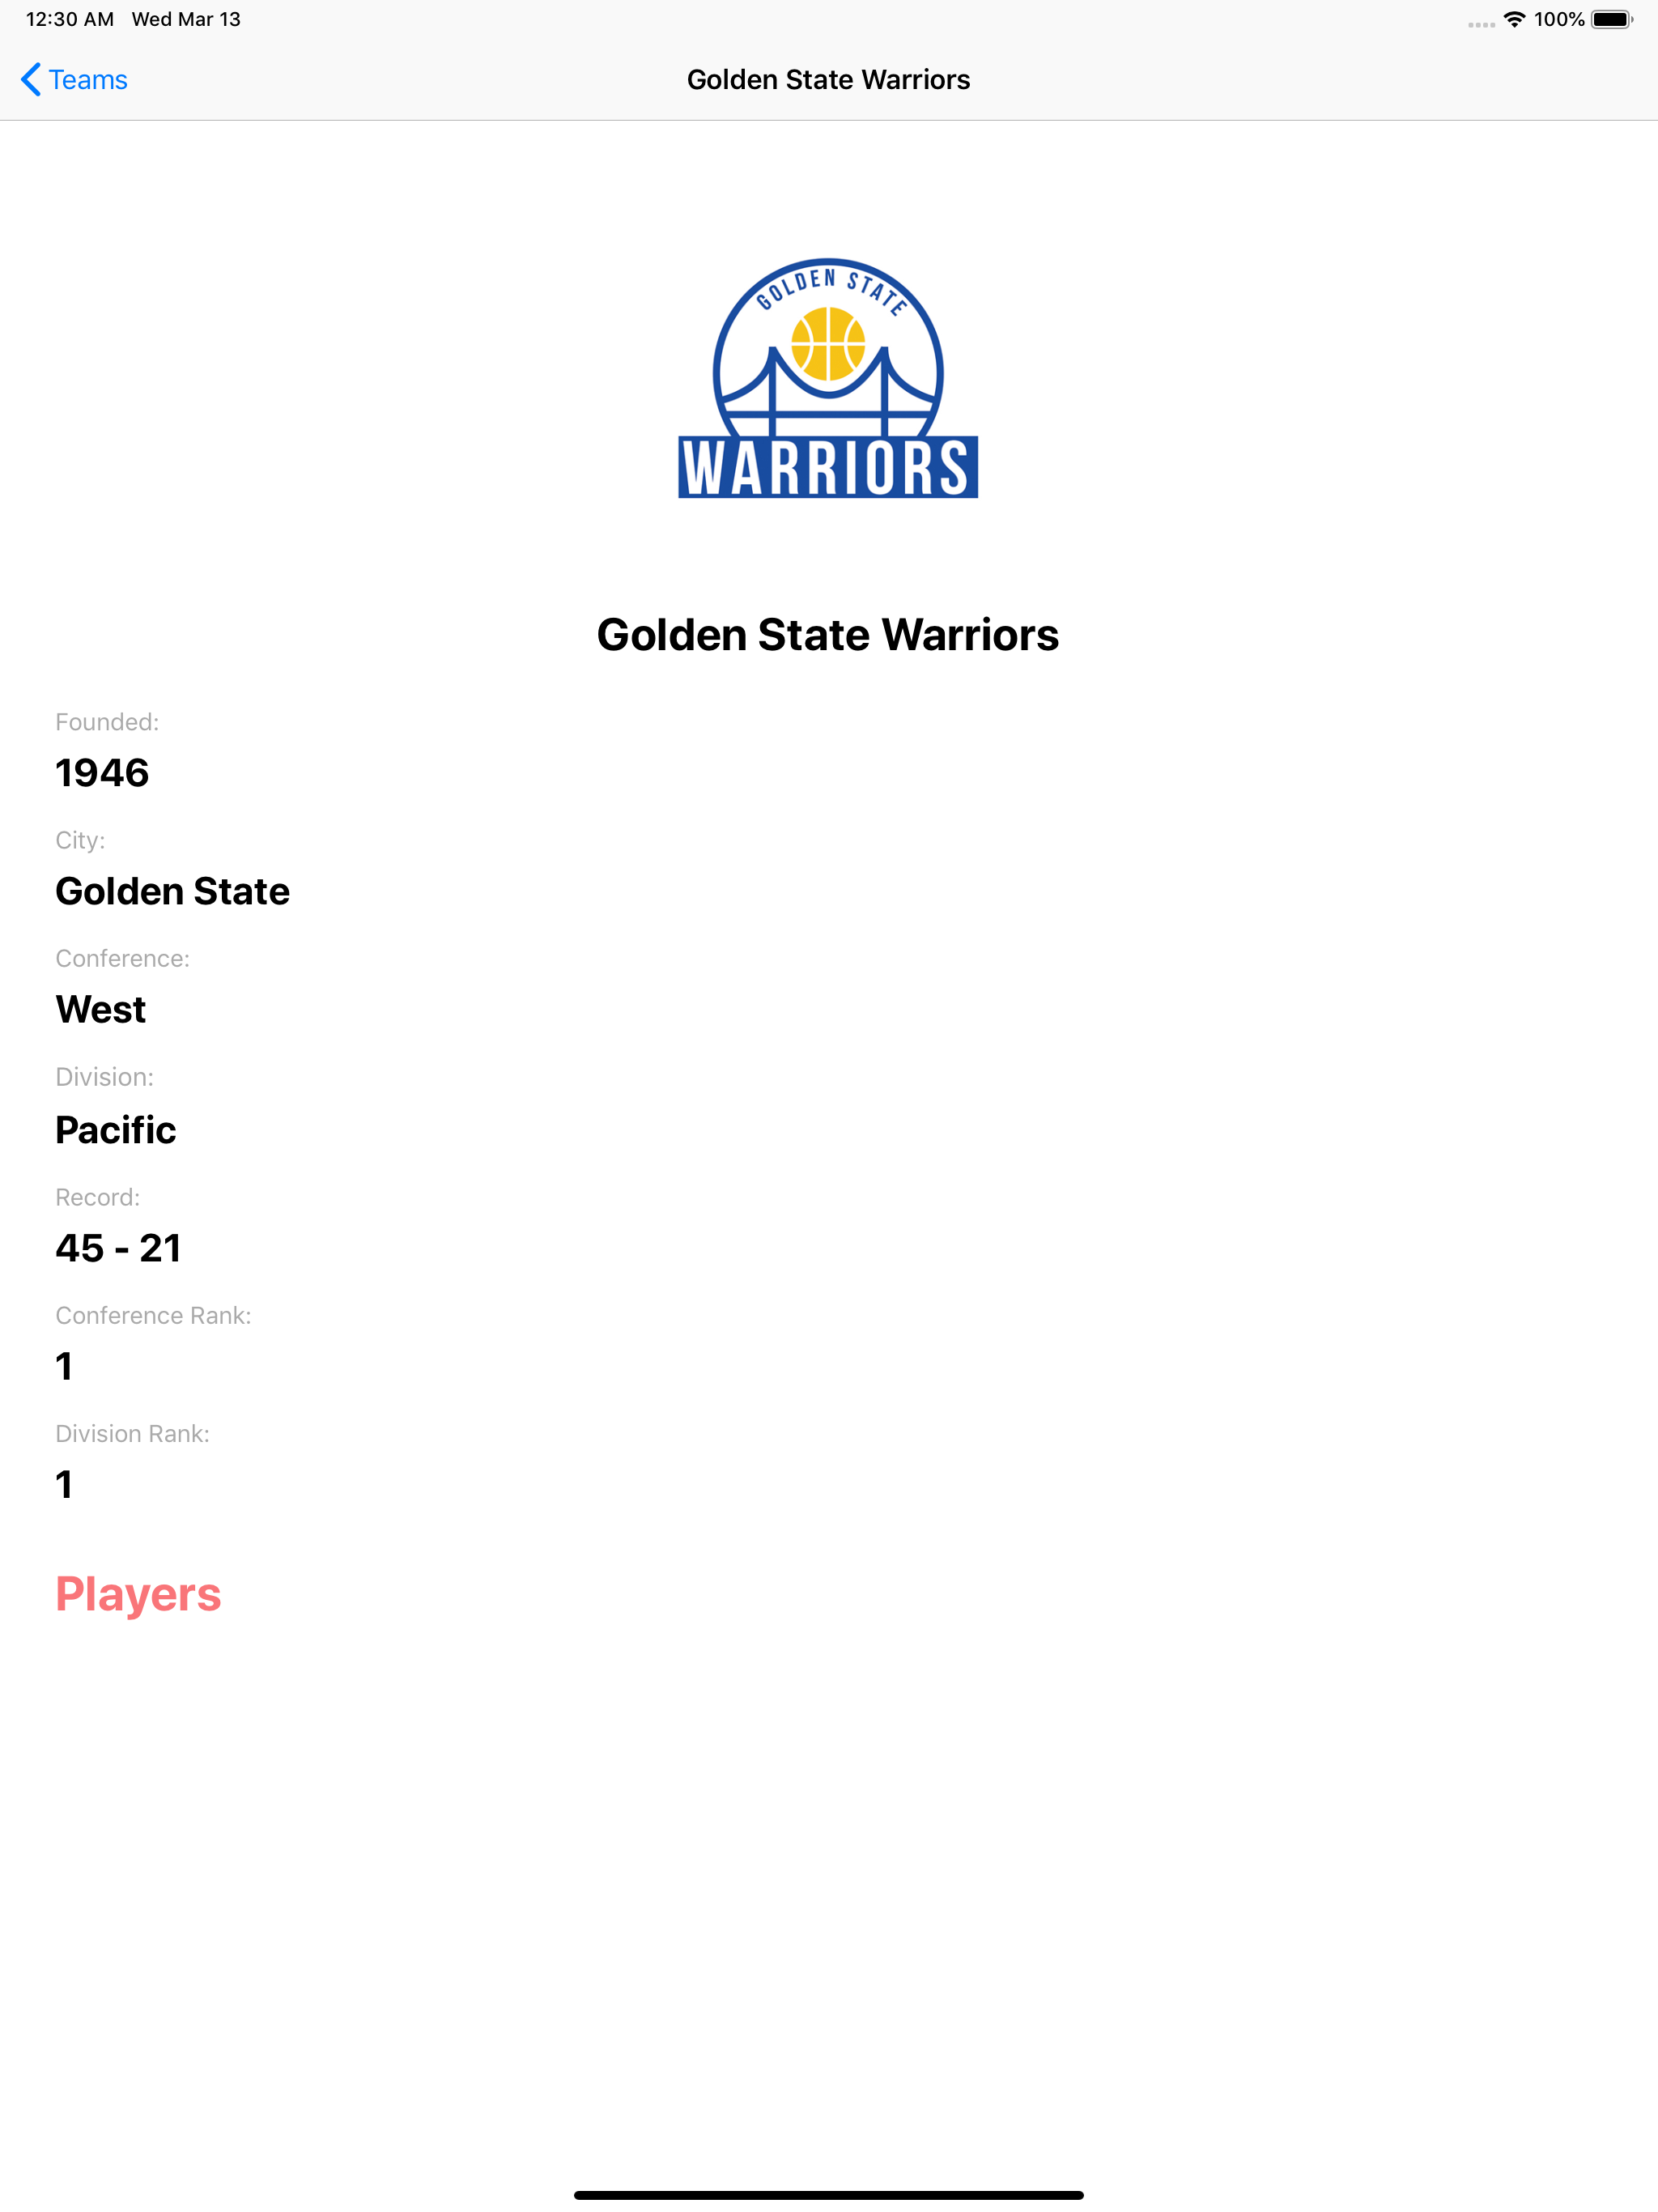 12:30 AM Wed Mar 13 100%
Teams Golden State Warriors
GOLDEN STATE
WARRIORS
Golden State Warriors
Founded:
1946
City:
Golden State
Conference:
West
Division:
Pacific
Record:
45 - 21
Conference Rank:
1
Division Rank:
1
Players